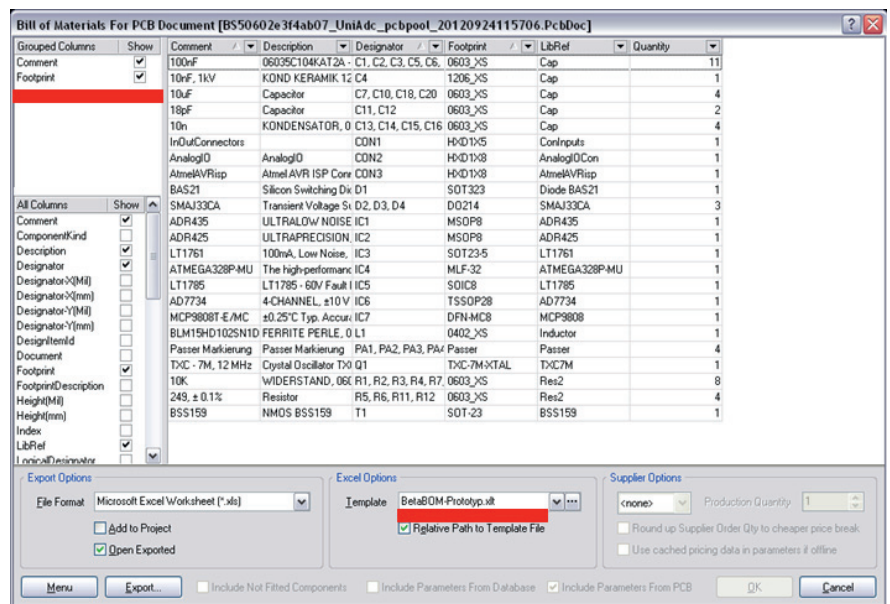 Bill of Materials For PCB Document [BS50602e3f4ab07_UniAdc_pcbpool_20120924115706.PcbDoc]
Grouped Columns Show
Comment
Footprint
All Columns Show
Comment
ComponentKind
Description
Designator
Designator-X(Mil)
Designator-X(mm)
Designator-Y(Mil)
Designator-Y(mm)
DesignItemId
Document
Footprint
FootprintDescription
Height(Mil)
Height(mm)
Index
LibRef
LogicalDesignator
Comment Description Designator Footprint LibRef Quantity
100nF 06035C104KAT2A - C1, C2, C3, C5, C6, 0603_XS Cap 11
10nF, 1kV KOND KERAMIK 12 C4 1206_XS Cap 1
10uF Capacitor C7, C10, C18, C20 0603_XS Cap 4
18pF Capacitor C11, C12 0603_XS Cap 2
10n KONDENSATOR, 0 C13, C14, C15, C16 0603_XS Cap 4
InOutConnectors CON1 HXD1X5 ConInputs 1
AnalogIO AnalogIO CON2 HXD1X8 AnalogIOCon 1
AtmelAVRisp Atmel AVR ISP Conr CON3 HXD1X8 AtmelAVRisp 1
BAS21 Silicon Switching Dic D1 SOT323 Diode BAS21 1
SMAJ33CA Transient Voltage Su D2, D3, D4 DO214 SMAJ33CA 3
ADR435 ULTRALOW NOISE IC1 MSOP8 ADR435 1
ADR425 ULTRAPRECISION, IC2 MSOP8 ADR425 1
LT1761 100mA, Low Noise, IC3 SOT23-5 LT1761 1
ATMEGA328P-MU The high-performanc IC4 MLF-32 ATMEGA328P-MU 1
LT1785 LT1785 - 60V Fault I IC5 SOIC8 LT1785 1
AD7734 4-CHANNEL, ±10 V IC6 TSSOP28 AD7734 1
MCP9808T-E/MC ±0.25°C Typ. Accura IC7 DFN-MC8 MCP9808 1
BLM15HD102SN1D FERRITE PERLE, 0 L1 0402_XS Inductor 1
Passer Markierung Passer Markierung PA1, PA2, PA3, PA4 Passer Passer 4
TXC - 7M, 12 MHz Crystal Oscillator TXC Q1 TXC-7M-XTAL TXC7M 1
10K WIDERSTAND, 060 R1, R2, R3, R4, R7, 0603_XS Res2 8
249, ± 0.1% Resistor R5, R6, R11, R12 0603_XS Res2 4
BSS159 NMOS BSS159 T1 SOT-23 BSS159 1
Export Options
File Format Microsoft Excel Worksheet (*.xls)
Add to Project
Open Exported
Excel Options
Template BetaBOM-Prototyp.xlt
Relative Path to Template File
Supplier Options
<none> Production Quantity 1
Round up Supplier Order Qty to cheaper price break
Use cached pricing data in parameters if offline
Menu Export... Include Not Fitted Components Include Parameters From Database Include Parameters From PCB OK Cancel